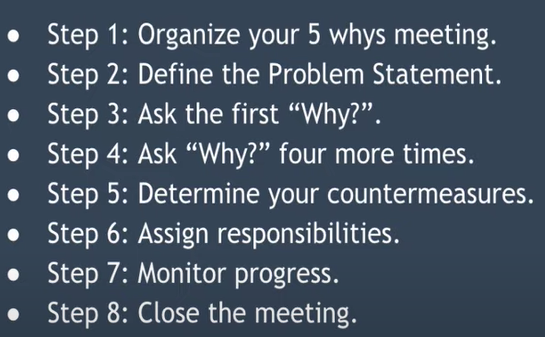 ● Step 1: Organize your 5 whys meeting.
● Step 2: Define the Problem Statement.
● Step 3: Ask the first “Why?”.
● Step 4: Ask “Why?” four more times.
● Step 5: Determine your countermeasures.
● Step 6: Assign responsibilities.
● Step 7: Monitor progress.
● Step 8: Close the meeting.